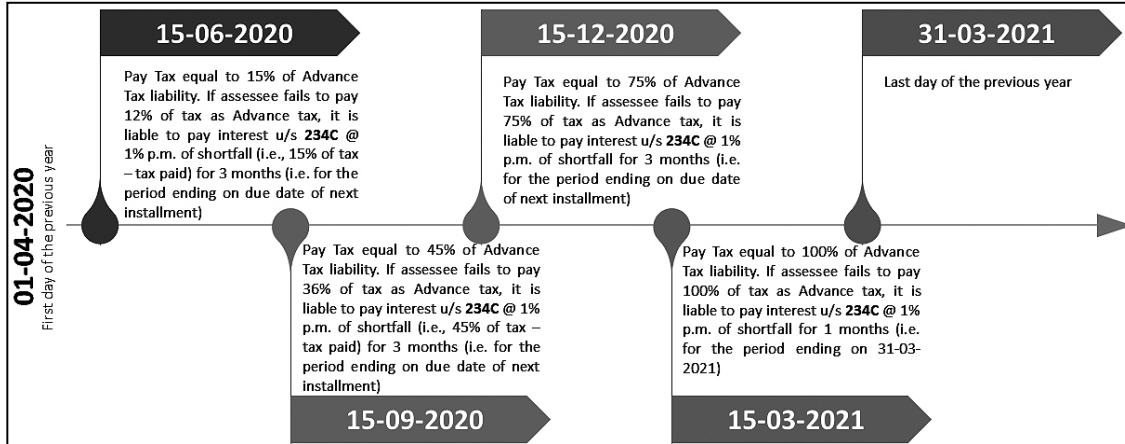 01-04-2020
First day of the previous year
15-06-2020
Pay Tax equal to 15% of Advance
Tax liability. If assessee fails to pay
12% of tax as Advance tax, it is
liable to pay interest u/s 234C @
1% p.m. of shortfall (i.e., 15% of tax
– tax paid) for 3 months (i.e. for the
period ending on due date of next
installment)
15-12-2020
Pay Tax equal to 75% of Advance
Tax liability. If assessee fails to pay
75% of tax as Advance tax, it is
liable to pay interest u/s 234C @ 1%
p.m. of shortfall for 3 months (i.e.
for the period ending on due date
of next installment)
31-03-2021
Last day of the previous year
Pay Tax equal to 45% of Advance
Tax liability. If assessee fails to pay
36% of tax as Advance tax, it is
liable to pay interest u/s 234C @ 1%
p.m. of shortfall (i.e., 45% of tax –
tax paid) for 3 months (i.e. for the
period ending on due date of next
installment)
15-09-2020
Pay Tax equal to 100% of Advance
Tax liability. If assessee fails to pay
100% of tax as Advance tax, it is
liable to pay interest u/s 234C @ 1%
p.m. of shortfall for 1 months (i.e.
for the period ending on 31-03-
2021)
15-03-2021